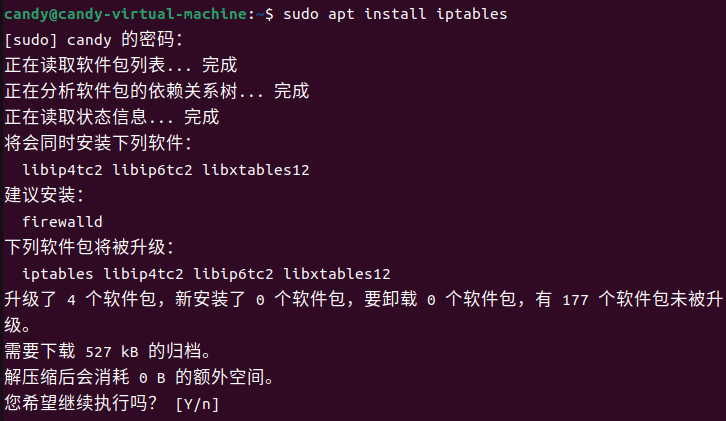 candy@candy-virtual-machine:~$ sudo apt install iptables
[sudo] candy 的密码：
正在读取软件包列表... 完成
正在分析软件包的依赖关系树... 完成
正在读取状态信息... 完成
将会同时安装下列软件：
  libip4tc2 libip6tc2 libxtables12
建议安装：
  firewalld
下列软件包将被升级：
  iptables libip4tc2 libip6tc2 libxtables12
升级了 4 个软件包，新安装了 0 个软件包，要卸载 0 个软件包，有 177 个软件包未被升
级。
需要下载 527 kB 的归档。
解压缩后会消耗 0 B 的额外空间。
您希望继续执行吗？ [Y/n]